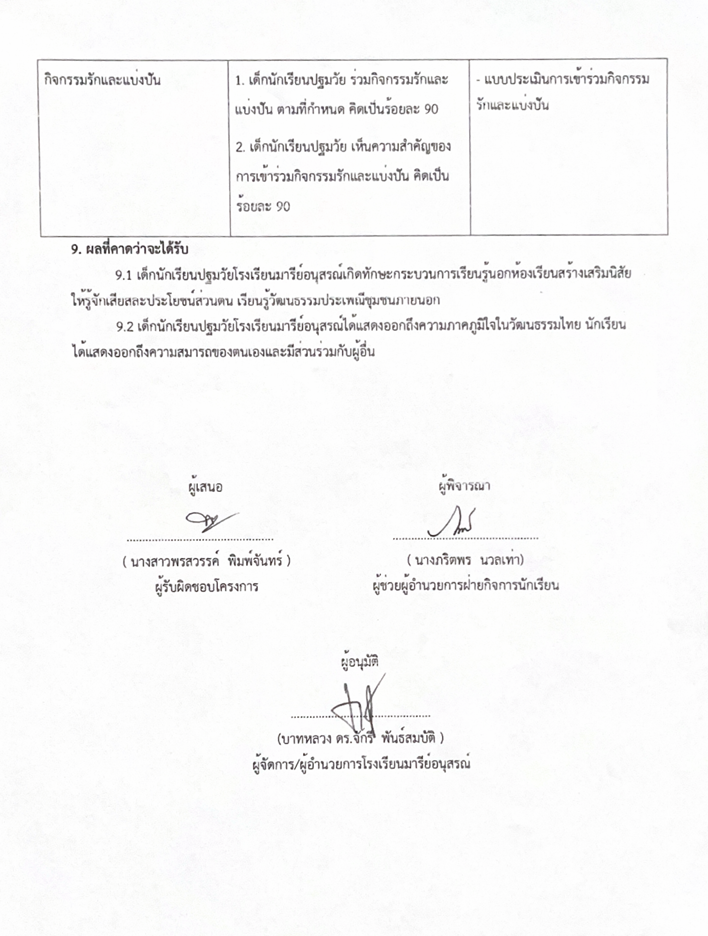 กิจกรรมรักและแบ่งปัน
1. เด็กนักเรียนปฐมวัย ร่วมกิจกรรมรักและ
แบ่งปัน ตามที่กำหนด คิดเป็นร้อยละ 90
2. เด็กนักเรียนปฐมวัย เห็นความสำคัญของ
การเข้าร่วมกิจกรรมรักและแบ่งปัน คิดเป็น
ร้อยละ 90
- แบบประเมินการเข้าร่วมกิจกรรม
รักและแบ่งปัน
9. ผลที่คาดว่าจะได้รับ
9.1 เด็กนักเรียนปฐมวัยโรงเรียนมารีย์อนุสรณ์เกิดทักษะกระบวนการเรียนรู้นอกห้องเรียนสร้างเสริมนิสัย
ให้รู้จักเสียสละประโยชน์ส่วนตน เรียนรู้วัฒนธรรมประเพณีชุมชนภายนอก
9.2 เด็กนักเรียนปฐมวัยโรงเรียนมารีย์อนุสรณ์ได้แสดงออกถึงความภาคภูมิใจในวัฒนธรรมไทย นักเรียน
ได้แสดงออกถึงความสมารถของตนเองและมีส่วนร่วมกับผู้อื่น
ผู้เสนอ
( นางสาวพรสวรรค์ พิมพ์จันทร์ )
ผู้รับผิดชอบโครงการ
ผู้พิจารณา
( นางภริตพร นวลเท่า)
ผู้ช่วยผู้อำนวยการฝ่ายกิจการนักเรียน
ผู้อนุมัติ
(บาทหลวง ดร.จักรี พันธ์สมบัติ )
ผู้จัดการ/ผู้อำนวยการโรงเรียนมารีย์อนุสรณ์